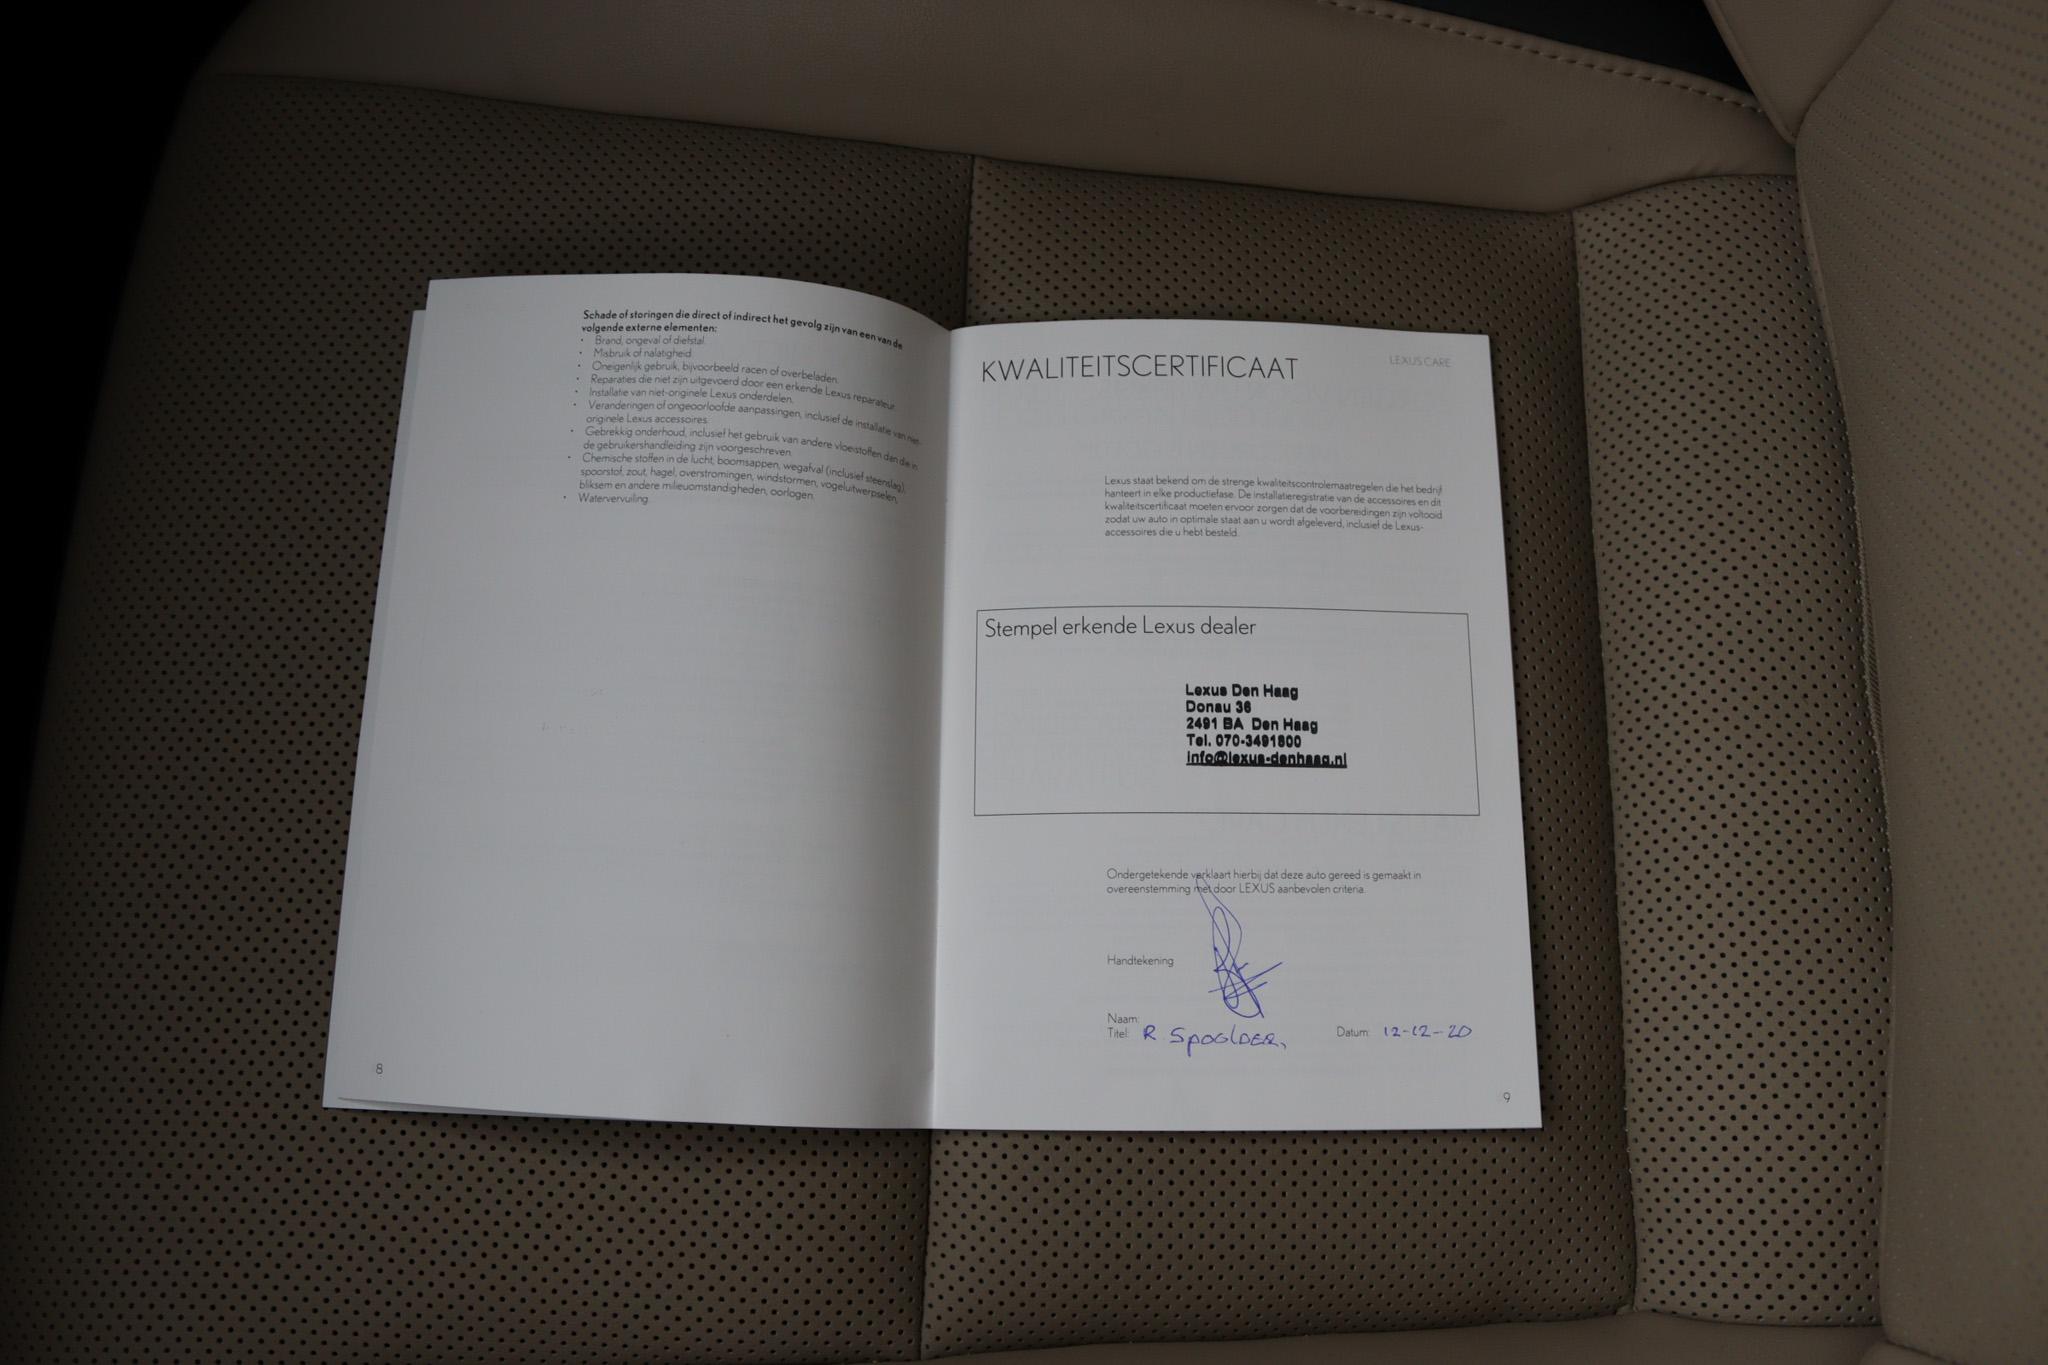 Schade of storingen die direct of indirect het gevolg zijn van een van de
volgende externe elementen:
• Brand, ongeval of diefstal.
• Misbruik of nalatigheid.
• Oneigenlijk gebruik, bijvoorbeeld racen of overbeladen.
• Reparaties die niet zijn uitgevoerd door een erkende Lexus reparateur.
• Installatie van niet-originele Lexus onderdelen.
• Veranderingen of ongeoorloofde aanpassingen, inclusief de installatie van niet-
originele Lexus accessoires.
• Gebrekkig onderhoud, inclusief het gebruik van andere vloeistoffen dan die in
de gebruikershandleiding zijn voorgeschreven.
• Chemische stoffen in de lucht, boomsappen, wegafval (inclusief steenslag),
spoorstof, zout, hagel, overstromingen, windstormen, vogeluitwerpselen,
bliksem en andere milieuomstandigheden, oorlogen.
• Watervervuiling.
8
KWALITEITSCERTIFICAAT
LEXUS CARE
Lexus staat bekend om de strenge kwaliteitscontrolemaatregelen die het bedrijf
hanteert in elke productiefase. De installatieregistratie van de accessoires en dit
kwaliteitscertificaat moeten ervoor zorgen dat de voorbereidingen zijn voltooid
zodat uw auto in optimale staat aan u wordt afgeleverd, inclusief de Lexus-
accessoires die u hebt besteld.
Stempel erkende Lexus dealer
Lexus Den Haag
Donau 36
2491 BA Den Haag
Tel. 070-3491800
info@lexus-denhaag.nl
Ondergetekende verklaart hierbij dat deze auto gereed is gemaakt in
overeenstemming met door LEXUS aanbevolen criteria.
Handtekening
Naam:
Titel: R. Spoolder, Datum: 12-12-20
9